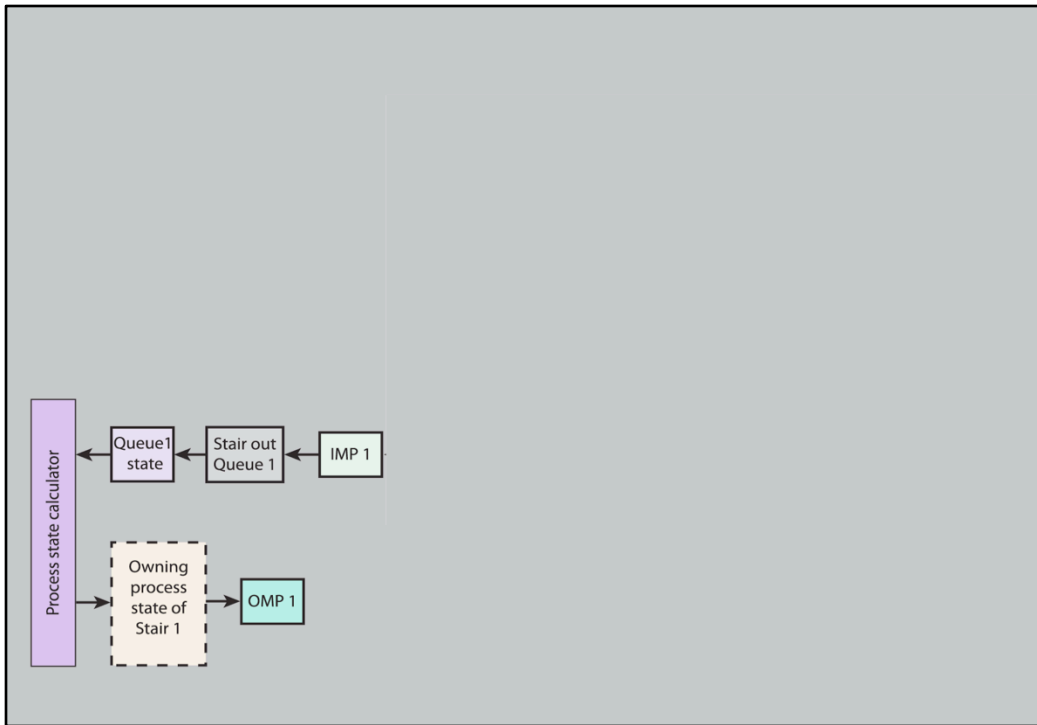 Process state calculator
Queue1
state
Stair out
Queue 1
IMP 1
Owning
process
state of
Stair 1
OMP 1